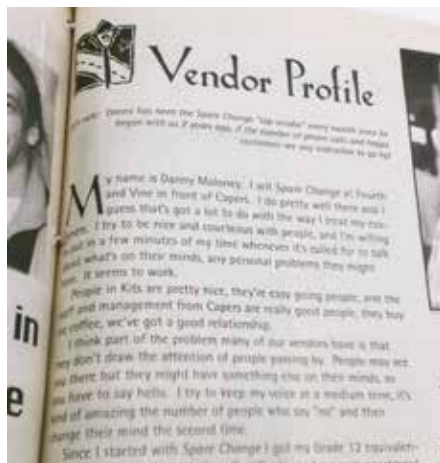 Vendor Profile
Danny has been the Spare Change "top vendor" every month since he
began with us 2 years ago, if the number of phone calls and happy
customers are any indication to go by!
My name is Danny Moloney. I sell Spare Change at Fourth
and Vine in front of Capers. I do pretty well there and I
guess that's got a lot to do with the way I treat my cus-
I try to be nice and courteous with people, and I'm willing
out in a few minutes of my time whenever it's called for to talk
what's on their minds, any personal problems they might
It seems to work.
People in Kits are pretty nice, they're easy going people, and the
and management from Capers are really good people, they buy
coffee, we've got a good relationship.
I think part of the problem many of our vendors have is that
they don't draw the attention of people passing by. People may see
you there but they might have something else on their minds, so
you have to say hello. I try to keep my voice in a medium tone, it's
kind of amazing the number of people who say "no" and then
change their mind the second time.
Since I started with Spare Change I got my Grade 12 equivalen-
in
e